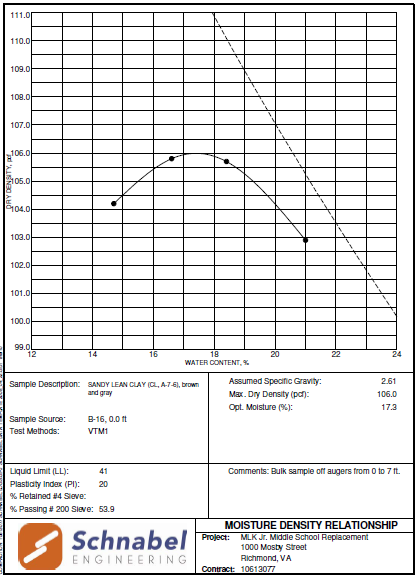 111.0
110.0
109.0
108.0
107.0
106.0
105.0
104.0
103.0
102.0
101.0
100.0
99.0
DRY DENSITY, pcf
12 14 16 18 20 22 24
WATER CONTENT, %
Sample Description: SANDY LEAN CLAY (CL, A-7-6), brown
and gray
Sample Source: B-16, 0.0 ft
Test Methods: VTM1
Assumed Specific Gravity: 2.61
Max. Dry Density (pcf): 106.0
Opt. Moisture (%): 17.3
Liquid Limit (LL): 41
Plasticity Index (PI): 20
% Retained #4 Sieve:
% Passing # 200 Sieve: 53.9
Comments: Bulk sample off augers from 0 to 7 ft.
Schnabel
ENGINEERING
MOISTURE DENSITY RELATIONSHIP
Project: MLK Jr. Middle School Replacement
1000 Mosby Street
Richmond, VA
Contract: 10613077